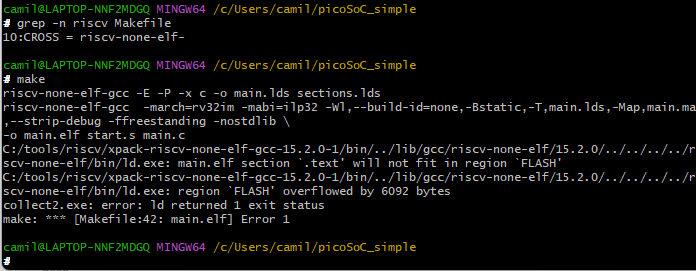 camil@LAPTOP-NNF2MDGQ MINGW64 /c/Users/camil/picoSoC_simple
# grep -n riscv Makefile
10:CROSS = riscv-none-elf-
camil@LAPTOP-NNF2MDGQ MINGW64 /c/Users/camil/picoSoC_simple
# make
riscv-none-elf-gcc -E -P -x c -o main.lds sections.lds
riscv-none-elf-gcc  -march=rv32im -mabi=ilp32 -Wl,--build-id=none,-Bstatic,-T,main.lds,-Map,main.ma
,--strip-debug -ffreestanding -nostdlib \
-o main.elf start.s main.c
C:/tools/riscv/xpack-riscv-none-elf-gcc-15.2.0-1/bin/../lib/gcc/riscv-none-elf/15.2.0/../../../../r
scv-none-elf/bin/ld.exe: main.elf section `.text' will not fit in region `FLASH'
C:/tools/riscv/xpack-riscv-none-elf-gcc-15.2.0-1/bin/../lib/gcc/riscv-none-elf/15.2.0/../../../../r
scv-none-elf/bin/ld.exe: region `FLASH' overflowed by 6092 bytes
collect2.exe: error: ld returned 1 exit status
make: *** [Makefile:42: main.elf] Error 1
camil@LAPTOP-NNF2MDGQ MINGW64 /c/Users/camil/picoSoC_simple
#